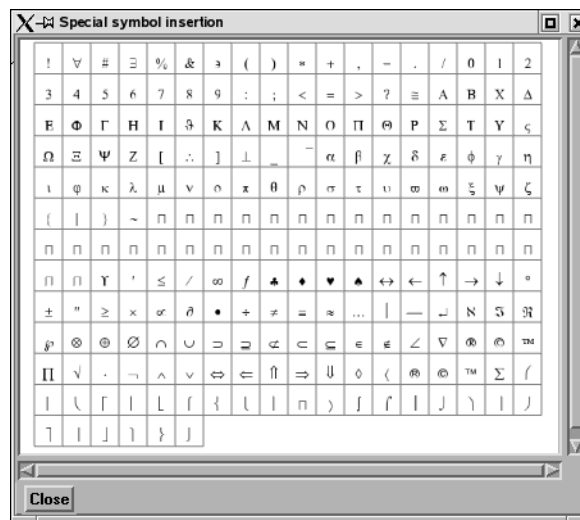 Special symbol insertion
! ∀ # ∃ % & ϶ ( ) * + , − . / 0 1 2
3 4 5 6 7 8 9 : ; < = > ? ≅ Α Β Χ Δ
Ε Φ Γ Η Ι ϑ Κ Λ Μ Ν Ο Π Θ Ρ Σ Τ Υ ς
Ω Ξ Ψ Ζ [ ∴ ] ⊥ _ ‾ α β χ δ ε ϕ γ η
ι φ κ λ μ ν ο π θ ρ σ τ υ ϖ ω ξ ψ ζ
{ | } ~ ⊓ ⊓ ⊓ ⊓ ⊓ ⊓ ⊓ ⊓ ⊓ ⊓ ⊓ ⊓ ⊓ ⊓
⊓ ⊓ ⊓ ⊓ ⊓ ⊓ ⊓ ⊓ ⊓ ⊓ ⊓ ⊓ ⊓ ⊓ ⊓ ⊓ ⊓ ⊓
⊓ ⊓ ϒ ′ ≤ / ∞ ƒ ♣ ♦ ♥ ♠ ↔ ← ↑ → ↓ °
± ″ ≥ × ∝ ∂ • ÷ ≠ ≡ ≈ … | — ↵ ℵ ℑ ℜ
℘ ⊗ ⊕ ∅ ∩ ∪ ⊃ ⊇ ⊄ ⊂ ⊆ ∈ ∉ ∠ ∇ ® © ™
∏ √ ⋅ ¬ ∧ ∨ ⇔ ⇐ ⇑ ⇒ ⇓ ◊ 〈 ® © ™ ∑ ⎛
⎜ ⎝ ⎡ ⎢ ⎣ ⎧ ⎨ ⎩ ⎪ ⊓ 〉 ∫ ⌠ ⎮ ⌡ ⎞ ⎟ ⎠
⎤ ⎥ ⎦ ⎫ ⎬ ⎭
Close